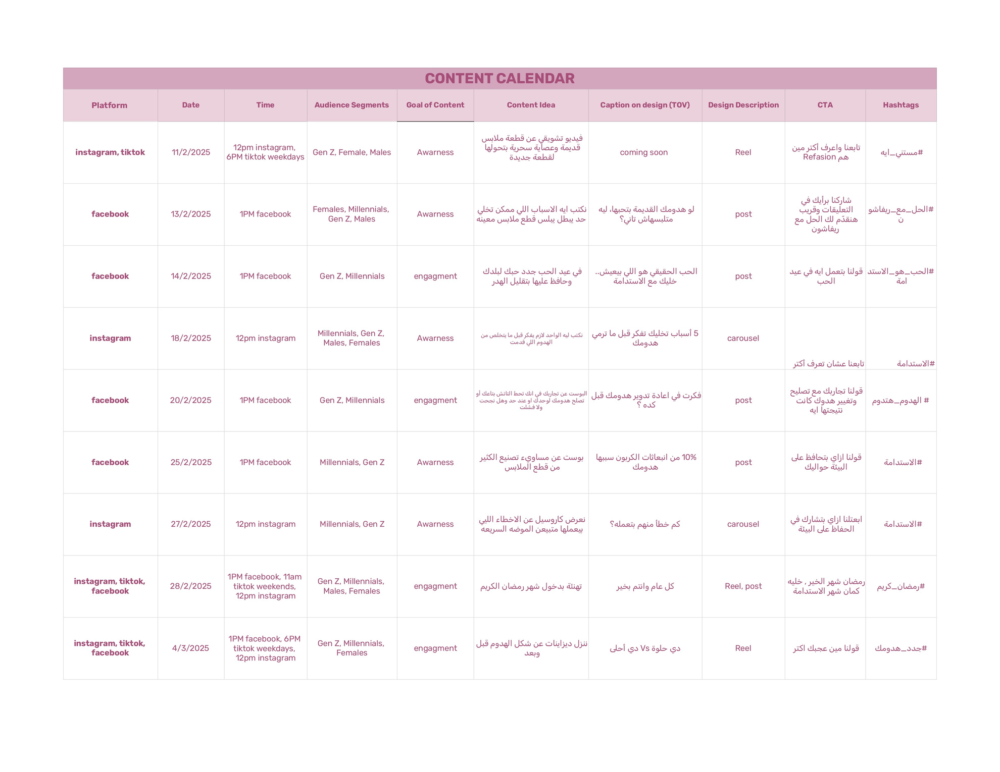 CONTENT CALENDAR
Platform
Date
Time
Audience Segments
Goal of Content
Content Idea
Caption on design (TOV)
Design Description
CTA
Hashtags
instagram, tiktok
11/2/2025
12pm instagram,
6PM tiktok weekdays
Gen Z, Female, Males
Awarness
فيديو تشويقي عن قطعة ملابس
قديمة وعصاية سحرية بتحولها
لقطعة جديدة
coming soon
Reel
تابعنا واعرف أكتر مين
هم Refasion
#مستني_ايه
facebook
13/2/2025
1PM facebook
Females, Millennials,
Gen Z, Males
Awarness
نكتب ايه الاسباب اللي ممكن تخلي
حد يبطل يبلس قطع ملابس معينه
لو هدومك القديمة بتحبها، ليه
متلبسهاش تاني؟
post
شاركنا برأيك في
التعليقات وقريب
هنقدّم لك الحل مع
ريفاشون
#الحل_مع_ريفاشو
ن
facebook
14/2/2025
1PM facebook
Gen Z, Millennials
engagment
في عيد الحب جدد حبك لبلدك
وحافظ عليها بتقليل الهدر
الحب الحقيقي هو اللي بيعيش..
خليك مع الاستدامة
post
قولنا بتعمل ايه في عيد
الحب
#الحب_هو_الاستد
امة
instagram
18/2/2025
12pm instagram
Millennials, Gen Z,
Males, Females
Awarness
نكتب ليه الواحد لازم يفكر قبل ما يتخلص من
الهدوم اللي قدمت
5 أسباب تخليك تفكر قبل ما ترمي
هدومك
carousel
تابعنا عشان تعرف أكتر
#الاستدامة
facebook
20/2/2025
1PM facebook
Gen Z, Millennials
engagment
البوست عن تجاربك في انك تحط التاتش بتاعك أو
تصلح هدومك لوحدك او عند حد وهل نجحت
ولا فشلت
فكرت في اعادة تدوير هدومك قبل
كده ؟
post
قولنا تجاربك مع تصليح
وتغيير هدوك كانت
نتيجتها ايه
# الهدوم_هتدوم
facebook
25/2/2025
1PM facebook
Millennials, Gen Z
Awarness
بوست عن مساويء تصنيع الكثير
من قطع الملابس
10% من انبعاثات الكربون سببها
هدومك
post
قولنا ازاي بتحافظ على
البيئة حواليك
#الاستدامة
instagram
27/2/2025
12pm instagram
Millennials, Gen Z
Awarness
نعرض كاروسيل عن الاخطاء الليي
بيعملها متبيعن الموضه السريعه
كم خطأ منهم بتعمله؟
carousel
ابعتلنا ازاي بتشارك في
الحفاظ على البيئة
#الاستدامة
instagram, tiktok,
facebook
28/2/2025
1PM facebook, 11am
tiktok weekends,
12pm instagram
Gen Z, Millennials,
Males, Females
engagment
تهنئة بدخول شهر رمضان الكريم
كل عام وانتم بخير
Reel, post
رمضان شهر الخير , خليه
كمان شهر الاستدامة
#رمضان_كريم
instagram, tiktok,
facebook
4/3/2025
1PM facebook, 6PM
tiktok weekdays,
12pm instagram
Gen Z, Millennials,
Females
engagment
ننزل ديزاينات عن شكل الهدوم قبل
وبعد
دي حلوة Vs دي أحلى
Reel
قولنا مين عجبك اكتر
#جدد_هدومك